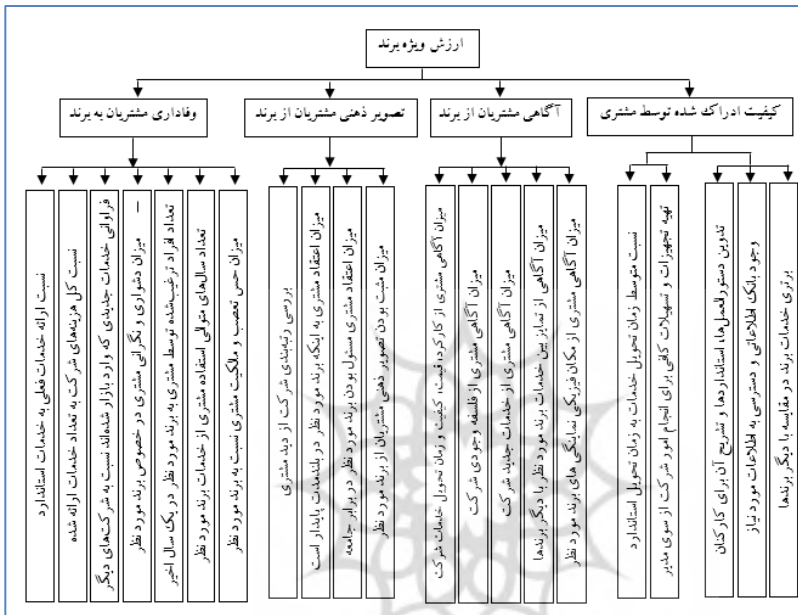 ارزش ویژه برند
کیفیت ادراک شده توسط مشتری
آگاهی مشتریان از برند
تصویر ذهنی مشتریان از برند
وفاداری مشتریان به برند
برتری خدمات برند در مقایسه با دیگر برندها
وجود بانک اطلاعاتی و دسترسی به اطلاعات مورد نیاز
تدوین دستورالعمل‌ها، استانداردها و تشریح آن برای کارکنان
تهیه تجهیزات و تسهیلات کافی برای انجام امور شرکت از سوی مدیر
نسبت متوسط زمان تحویل خدمات به زمان تحویل استاندارد
میزان آگاهی مشتری از مکان فیزیکی نمایندگی های برند مورد نظر
میزان آگاهی از تمایز بین خدمات برند مورد نظر با دیگر برندها
میزان آگاهی مشتری از خدمات جدید شرکت
میزان آگاهی مشتری از فلسفه وجودی شرکت
میزان آگاهی مشتری از کارکرد، قیمت، کیفیت و زمان تحویل خدمات شرکت
میزان مثبت بودن تصویر ذهنی مشتریان از برند مورد نظر
میزان اعتقاد مشتری مسئول بودن برند مورد نظر در برابر جامعه
میزان اعتقاد مشتری به اینکه برند مورد نظر در بلندمدت پایدار است
بررسی رتبه‌بندی شرکت از دید مشتری
میزان حس تعصب و مالکیت مشتری نسبت به برند مورد نظر
تعداد سال‌های متوالی استفاده مشتری از خدمات برند مورد نظر
تعداد افراد ترغیب‌شده توسط مشتری به برند مورد نظر در یک سال اخیر
میزان دشواری و نگرانی مشتری در خصوص برند مورد نظر –
فراوانی خدمات جدیدی که وارد بازار شده‌اند نسبت به شرکت‌های دیگر
نسبت کل هزینه‌های شرکت به تعداد خدمات ارائه شده
نسبت ارائه خدمات فعلی به خدمات استاندارد